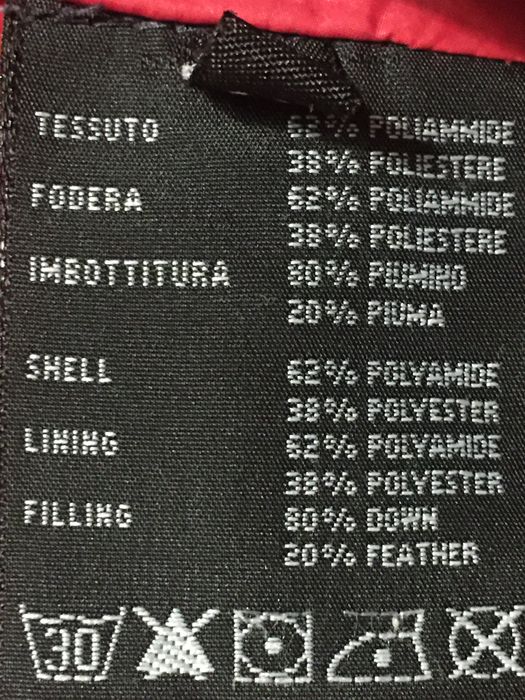 TESSUTO 62% POLIAMMIDE
38% POLIESTERE
FODERA 62% POLIAMMIDE
38% POLIESTERE
IMBOTTITURA 80% PIUMINO
20% PIUMA
SHELL 62% POLYAMIDE
38% POLYESTER
LINING 62% POLYAMIDE
38% POLYESTER
FILLING 80% DOWN
20% FEATHER
30